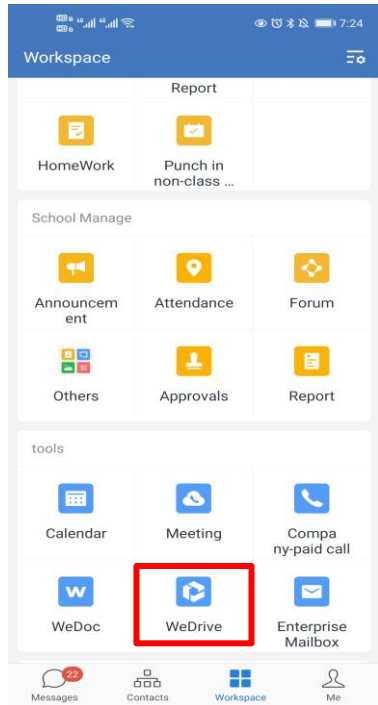 7:24
Workspace
Report
HomeWork
Punch in
non-class ...
School Manage
Announcem
ent
Attendance
Forum
Others
Approvals
Report
tools
Calendar
Meeting
Compa
ny-paid call
WeDoc
WeDrive
Enterprise
Mailbox
22
Messages
Contacts
Workspace
Me